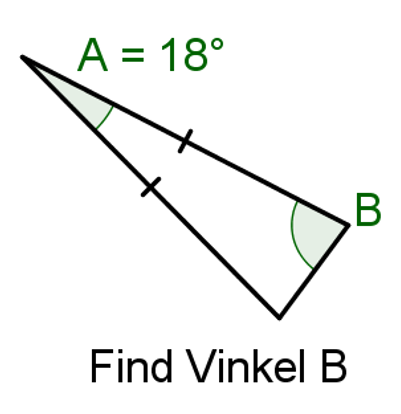 A = 18°
B
Find Vinkel B